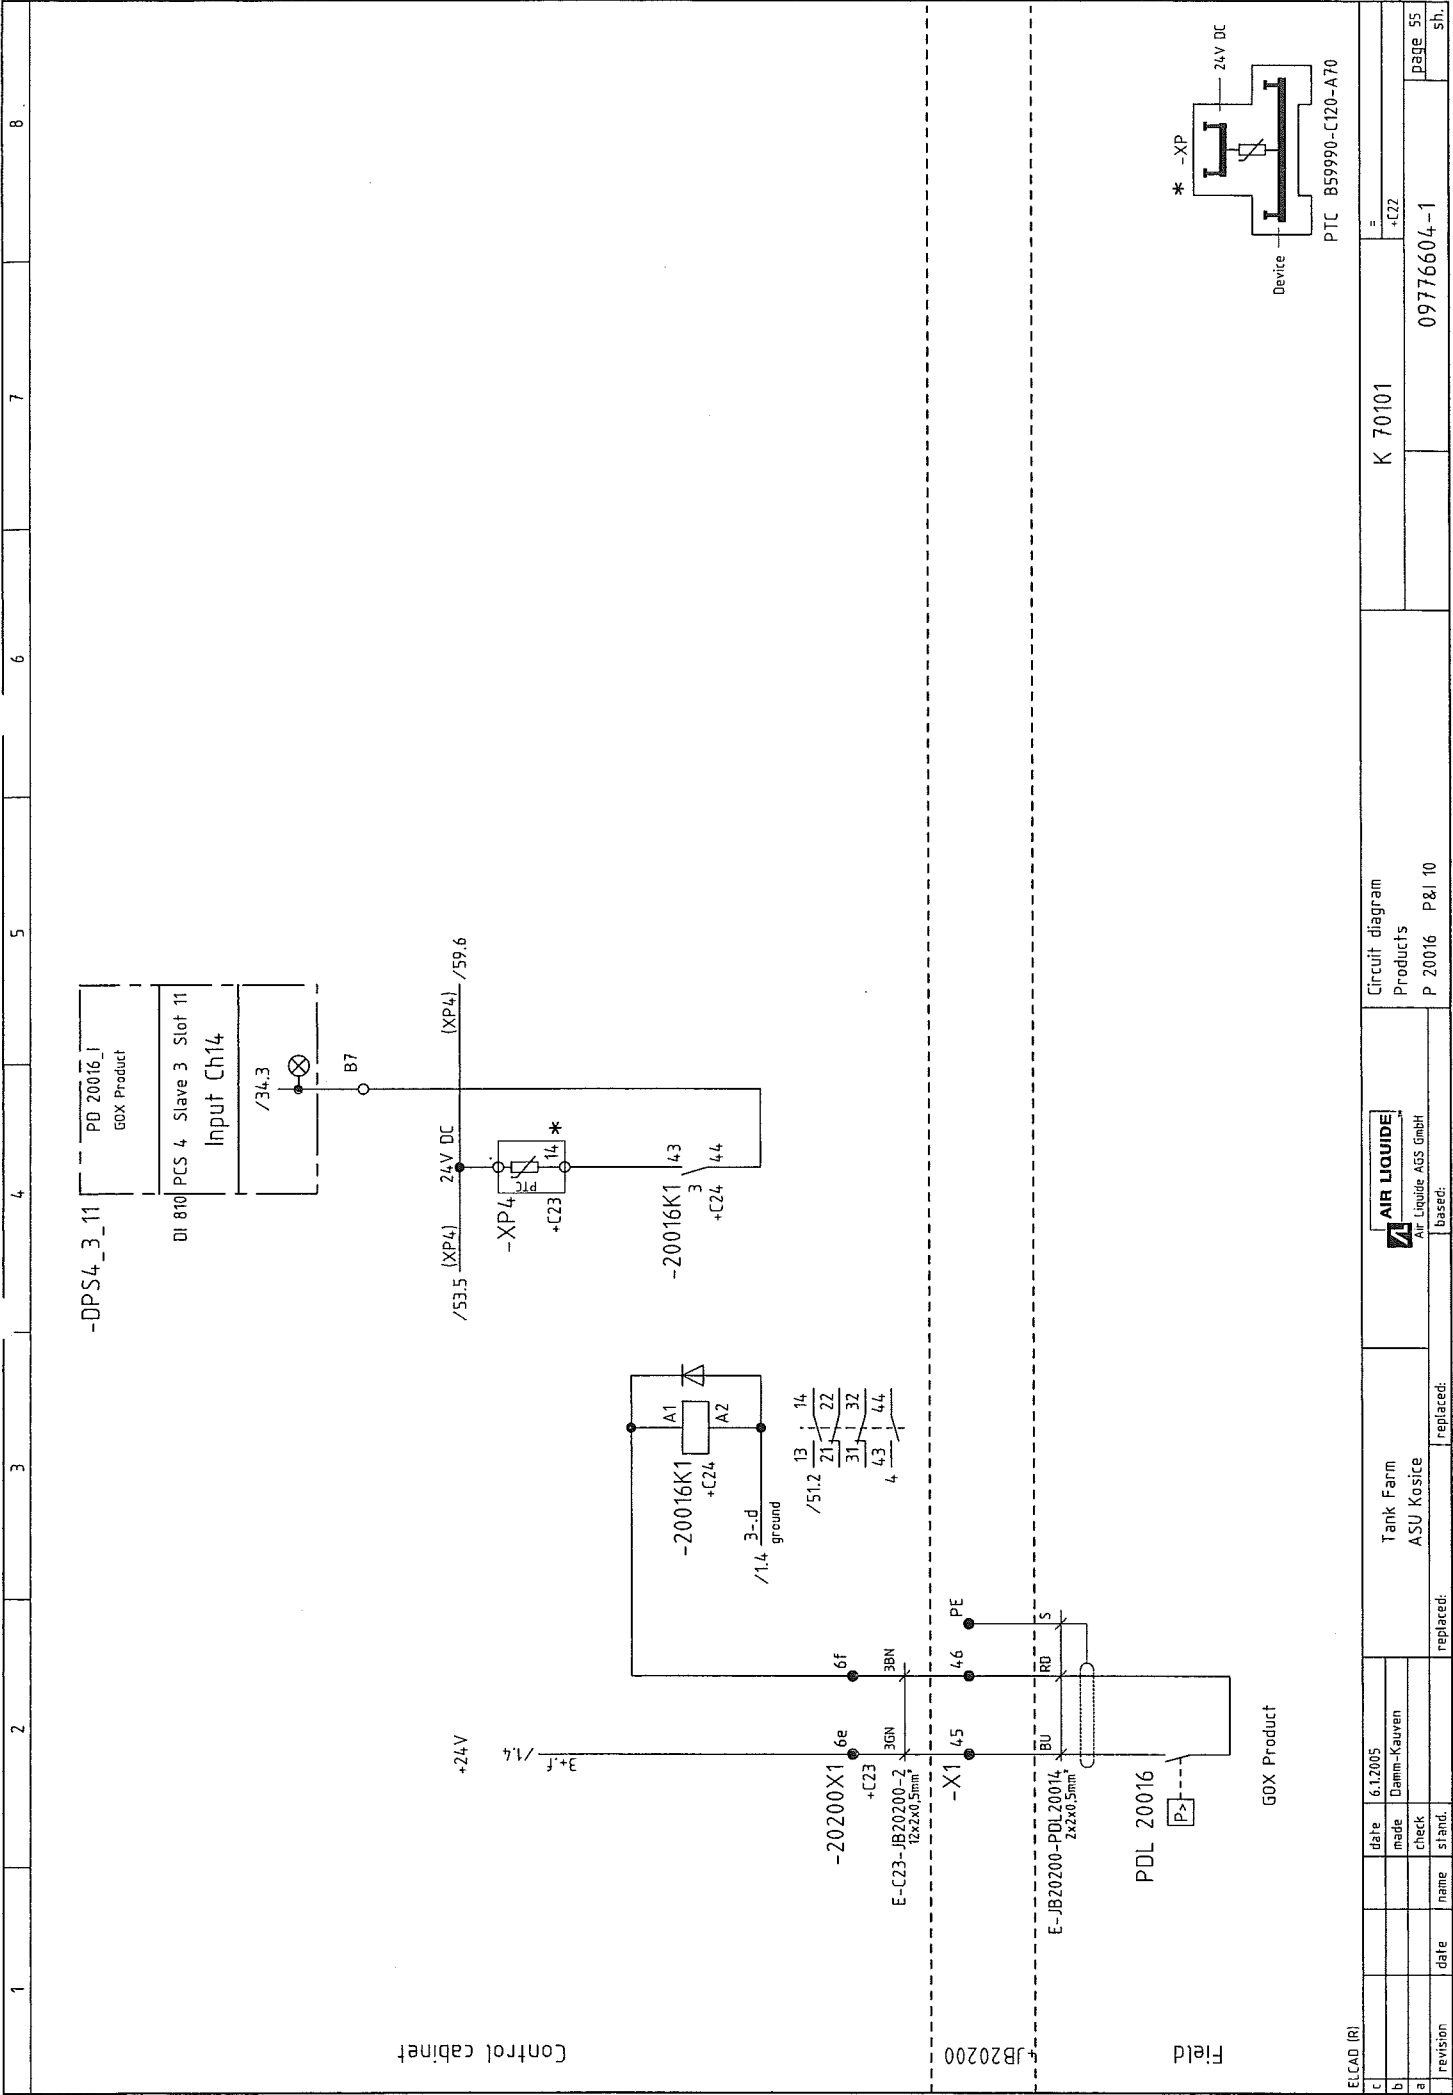 1
2
3
4
5
6
7
8
Control cabinet
+JB20200
Field
-DPS4_3_11
PD 20016_I
GOX Product
DI 810 PCS 4 Slave 3 Slot 11
Input Ch14
/34.3
B7
+24V
/1.4
3+.f
/53.5
(XP4)
24V DC
(XP4)
/59.6
-XP4
+C23
PTC
14
*
-20016K1
+C24
43
3
44
-20016K1
+C24
A1
A2
/1.4
3-.d
ground
/51.2
13
14
21
22
31
32
4
43
44
-20200X1
+C23
6e
6f
E-C23-JB20200-2
12x2x0,5mm²
3GN
3BN
-X1
45
46
PE
E-JB20200-PDL20014
2x2x0,5mm²
BU
RD
S
PDL 20016
P>
GOX Product
* -XP
24V DC
Device
PTC B59990-C120-A70
ELCAD (R)
c
b
a
revision
date
name
date
6.1.2005
made
Damm-Kauven
check
stand.
Tank Farm
ASU Kosice
replaced:
replaced:
AIR LIQUIDE
Air Liquide AGS GmbH
based:
Circuit diagram
Products
P 20016 P&I 10
K 70101
=
+C22
09776604-1
page 55
sh.